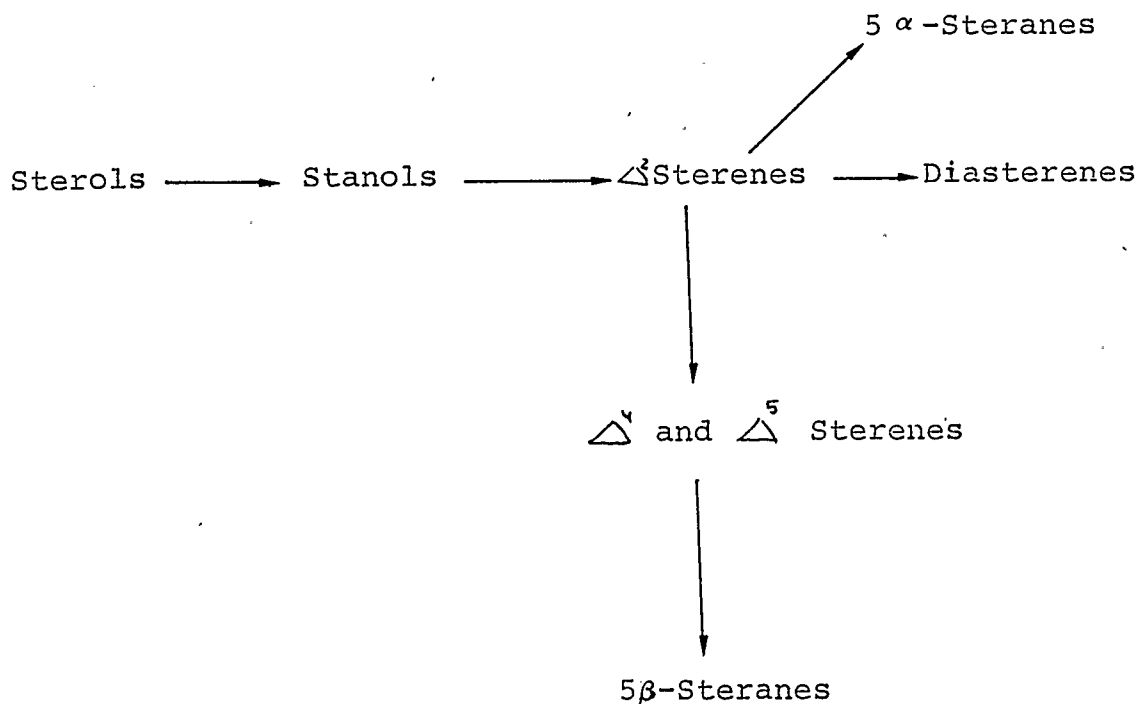 5 α-Steranes
Sterols Stanols Δ²Sterenes Diasterenes
Δ⁴ and Δ⁵ Sterenes
5β-Steranes